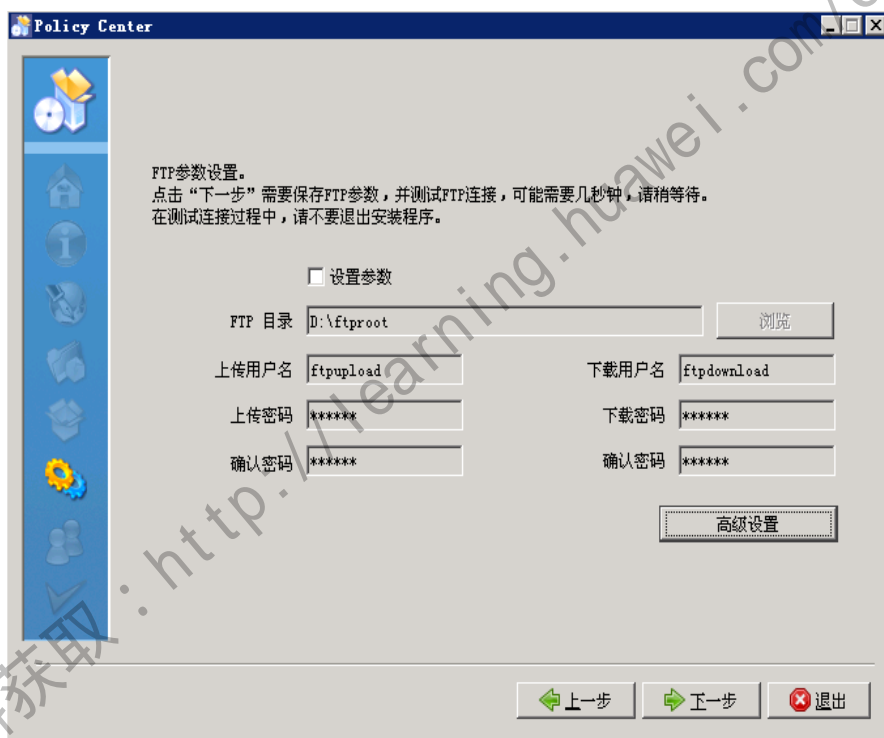 Policy Center
FTP参数设置。
点击“下一步”需要保存FTP参数，并测试FTP连接，可能需要几秒钟，请稍等待。
在测试连接过程中，请不要退出安装程序。
设置参数
FTP 目录 D:\ftproot 浏览
上传用户名 ftpupload 下载用户名 ftpdownload
上传密码 ****** 下载密码 ******
确认密码 ****** 确认密码 ******
高级设置
上一步 下一步 退出
获取：http://learning.huawei.com/